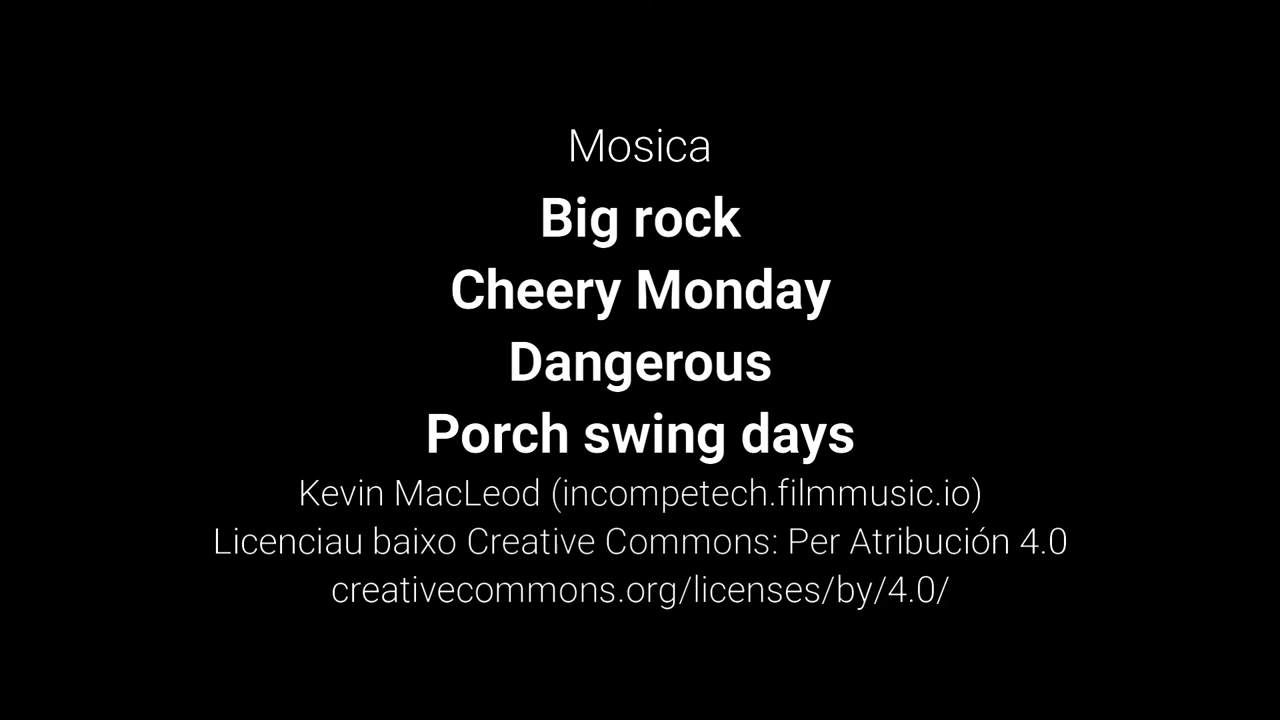 Mosica
Big rock
Cheery Monday
Dangerous
Porch swing days
Kevin MacLeod (incompetech.filmmusic.io)
Licenciau baixo Creative Commons: Per Atribución 4.0
creativecommons.org/licenses/by/4.0/